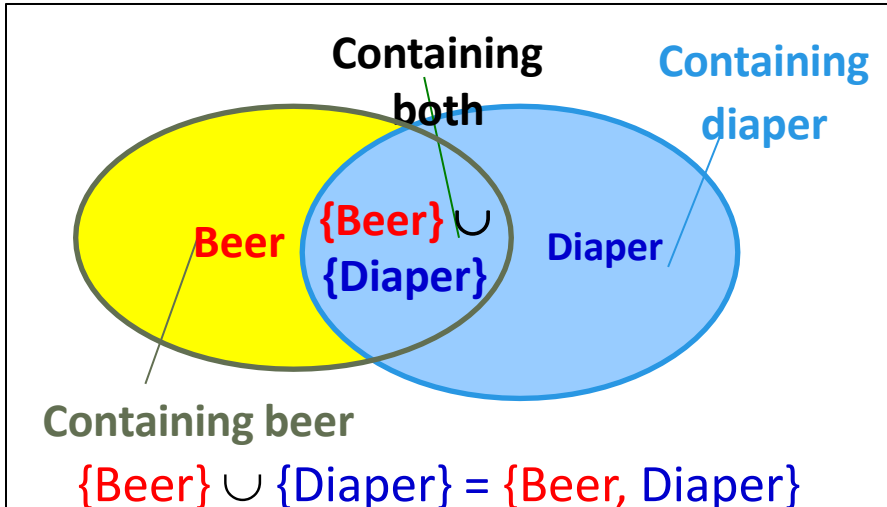 Containing
both
Containing
diaper
Beer
{Beer} ∪
{Diaper}
Diaper
Containing beer
{Beer} ∪ {Diaper} = {Beer, Diaper}